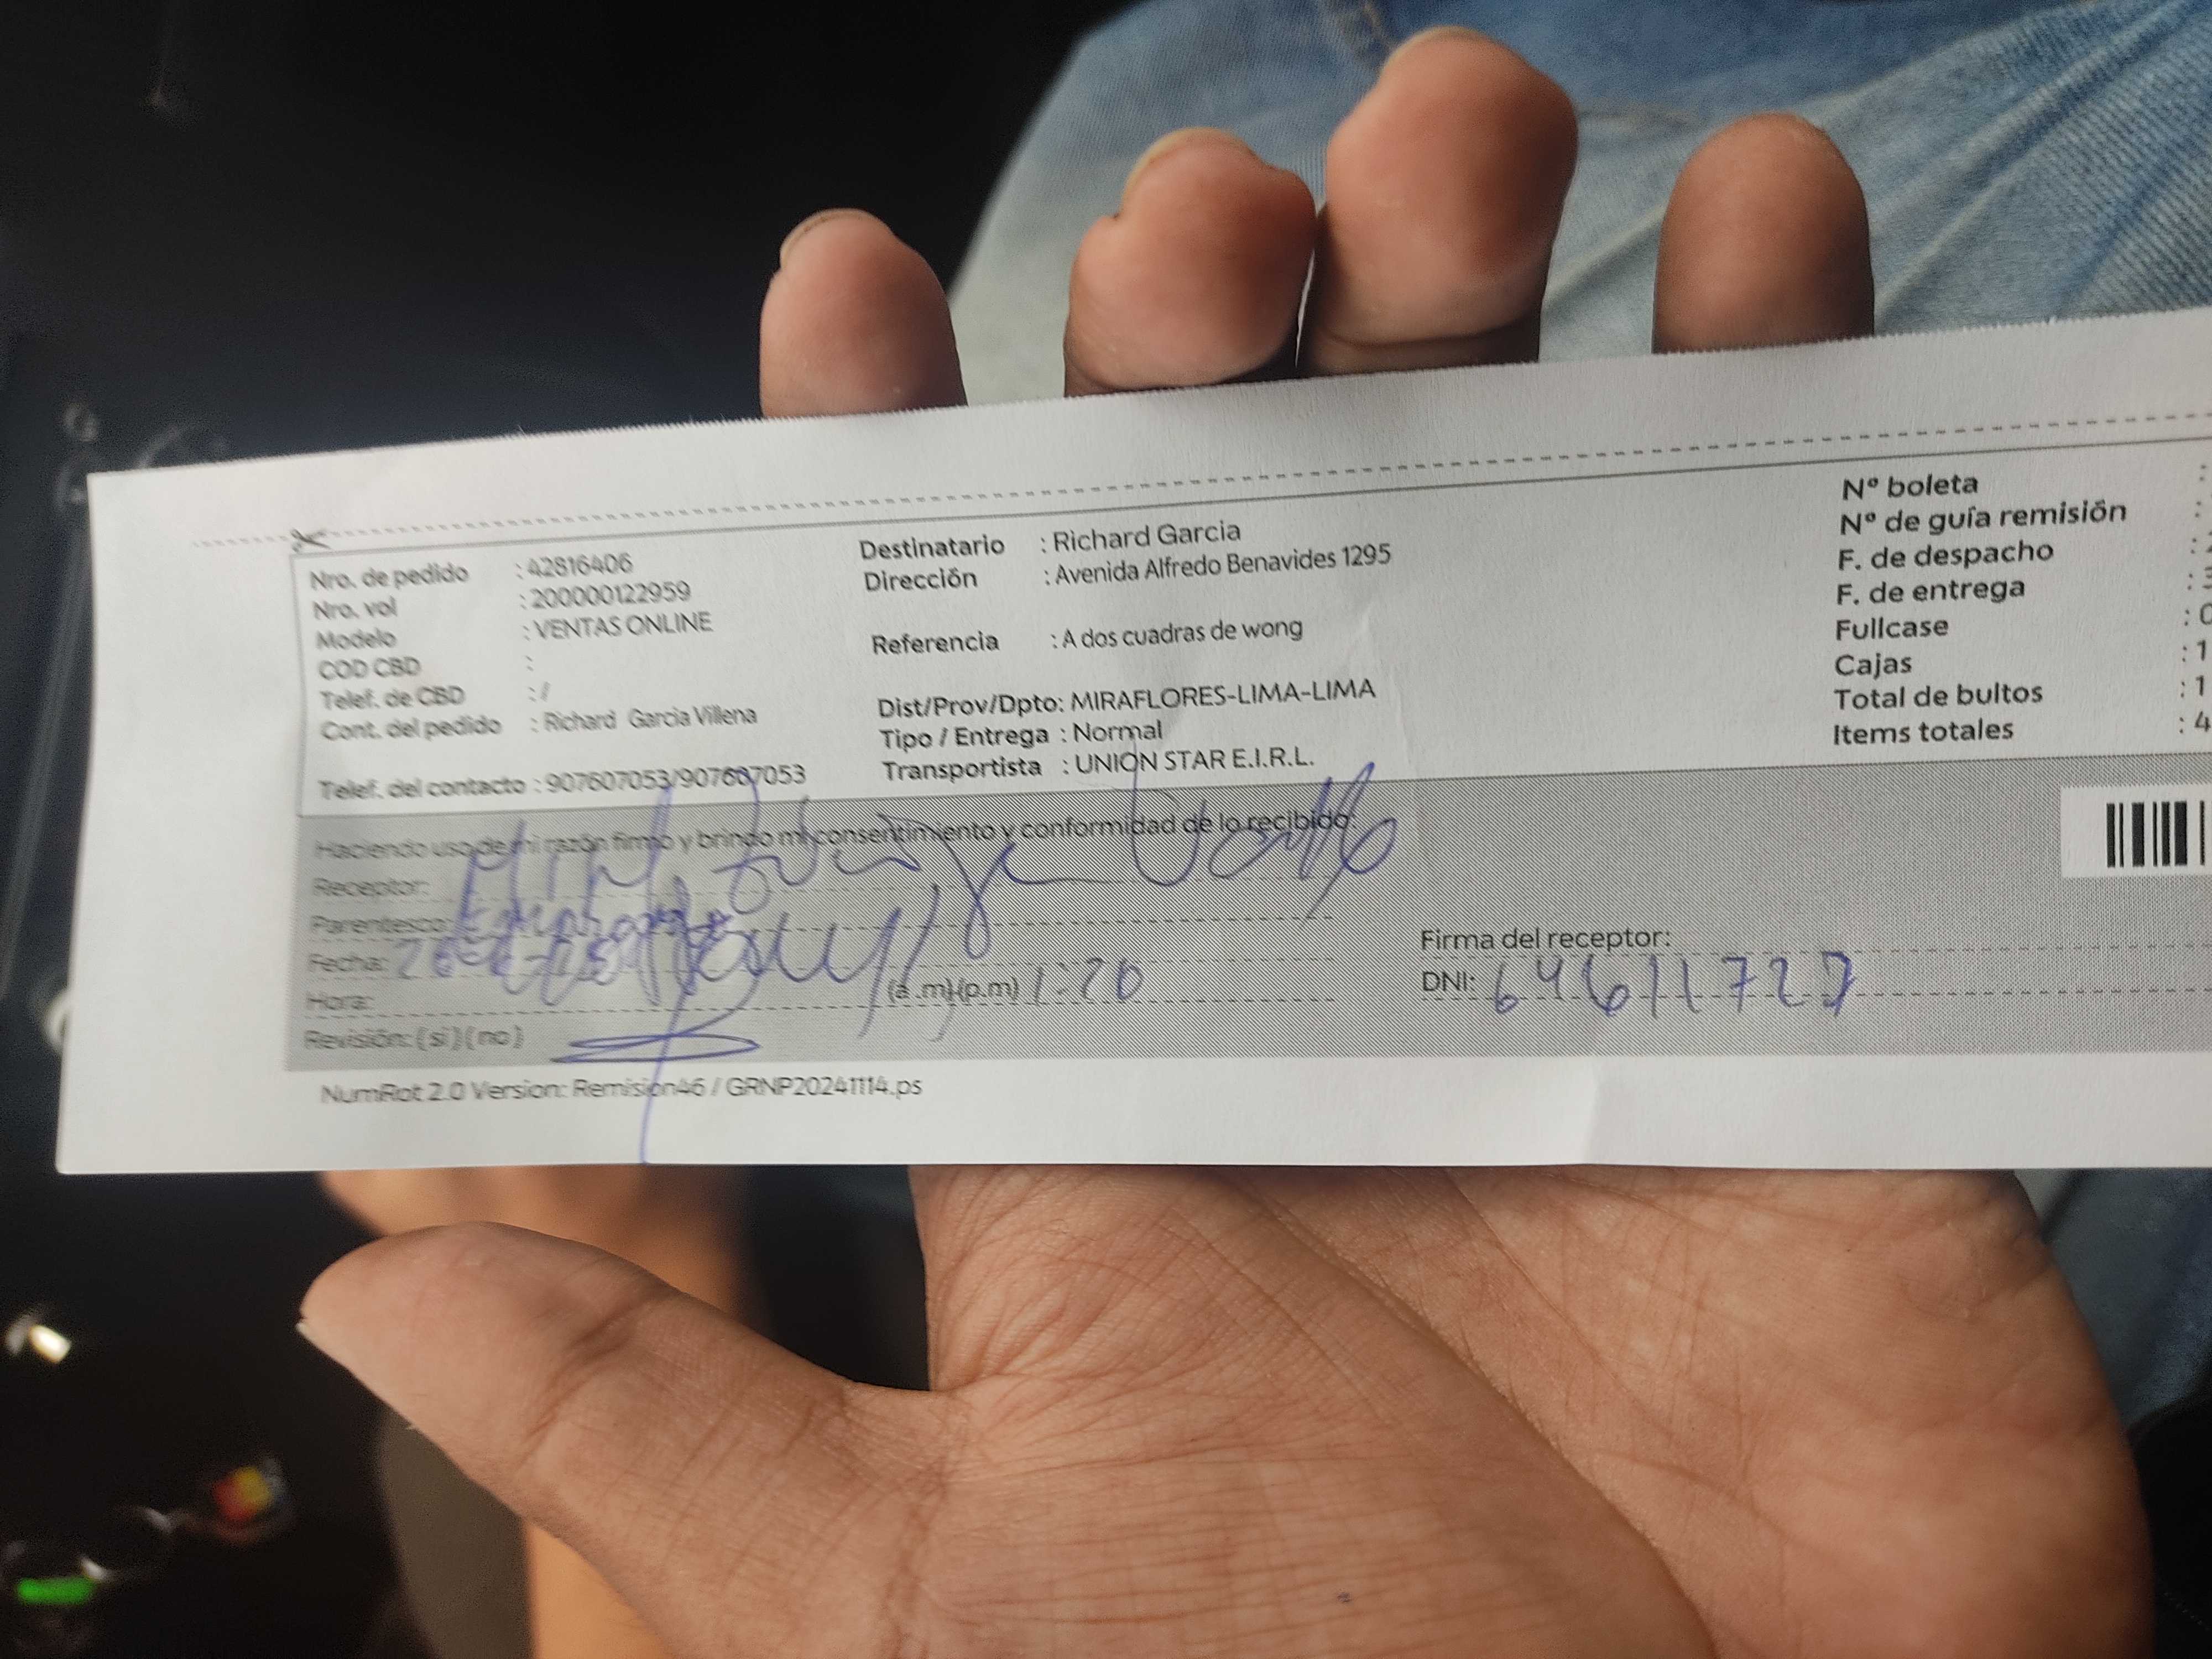 Nro. de pedido : 42816406
Nro. vol : 200000122959
Modelo : VENTAS ONLINE
COD CBD :
Telef. de CBD : /
Cont. del pedido : Richard Garcia Villena
Telef. del contacto : 907607053/907607053
Destinatario : Richard Garcia
Dirección : Avenida Alfredo Benavides 1295
Referencia : A dos cuadras de wong
Dist/Prov/Dpto: MIRAFLORES-LIMA-LIMA
Tipo / Entrega : Normal
Transportista : UNION STAR E.I.R.L.
Nº boleta :
Nº de guía remisión :
F. de despacho :
F. de entrega :
Fullcase :
Cajas : 1
Total de bultos : 1
Items totales : 4
Haciendo uso de mi razón firmo y brindo mi consentimiento y conformidad de lo recibido:
Receptor:
Parentesco:
Fecha:
Hora: (a .m)(p.m) 1:20
Revisión: ( si ) ( no )
Firma del receptor:
DNI:
NumRot 2.0 Version: Remision46 / GRNP20241114.ps